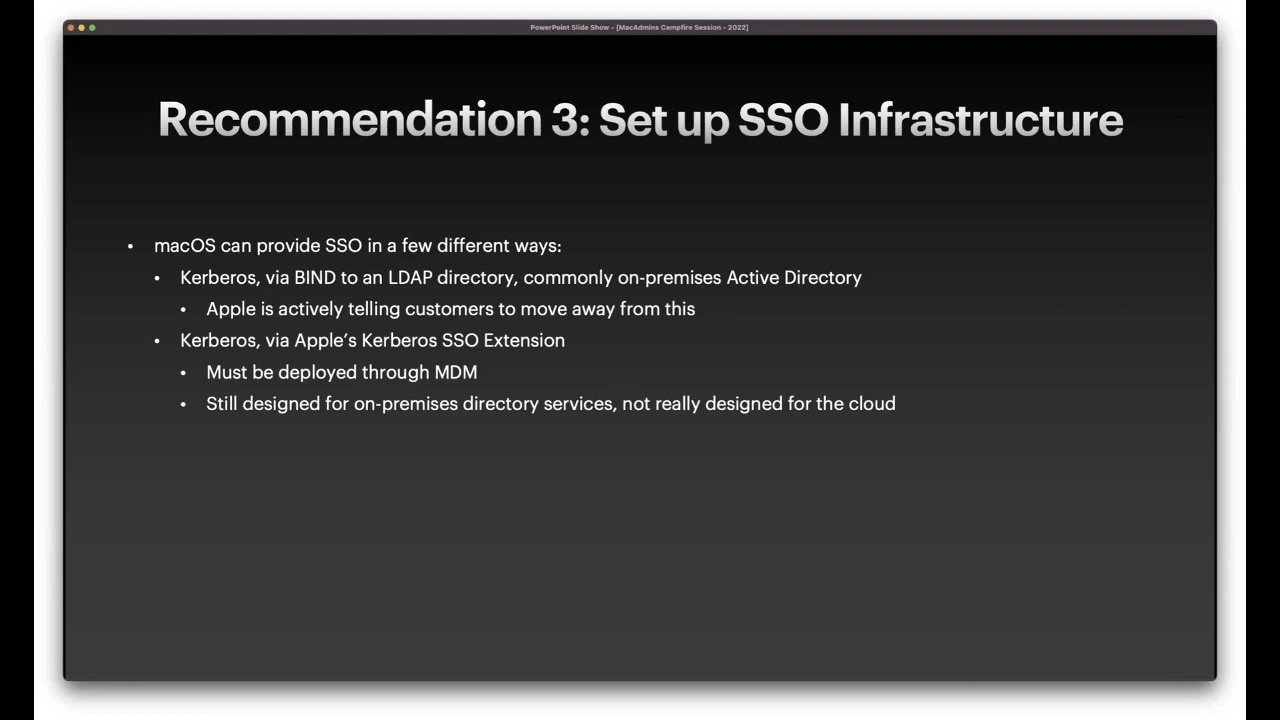 PowerPoint Slide Show - [MacAdmins Campfire Session - 2022]
Recommendation 3: Set up SSO Infrastructure
• macOS can provide SSO in a few different ways:
• Kerberos, via BIND to an LDAP directory, commonly on-premises Active Directory
• Apple is actively telling customers to move away from this
• Kerberos, via Apple’s Kerberos SSO Extension
• Must be deployed through MDM
• Still designed for on-premises directory services, not really designed for the cloud